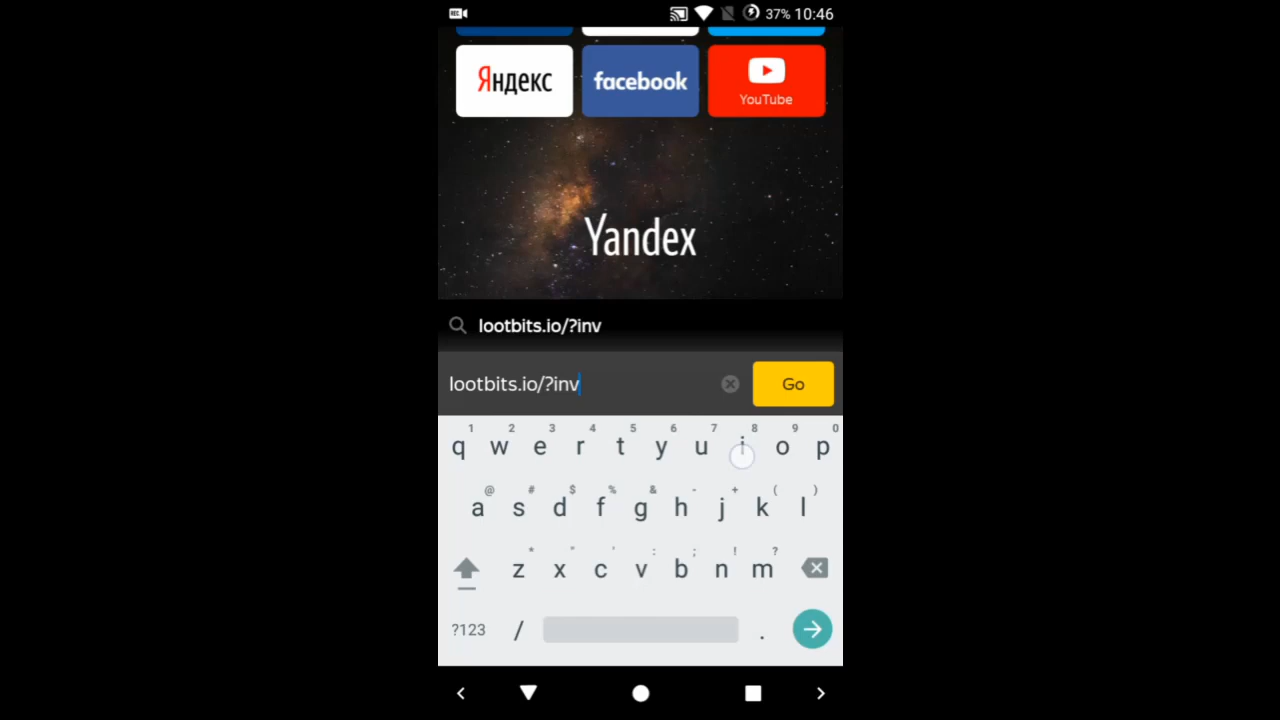 REC
37% 10:46
Яндекс
facebook
YouTube
Yandex
lootbits.io/?inv
lootbits.io/?inv
Go
1 2 3 4 5 6 7 8 9 0
q w e r t y u i o p
@ # $ % & - + ( )
a s d f g h j k l
* " ' : ; ! ?
z x c v b n m
?123 / .